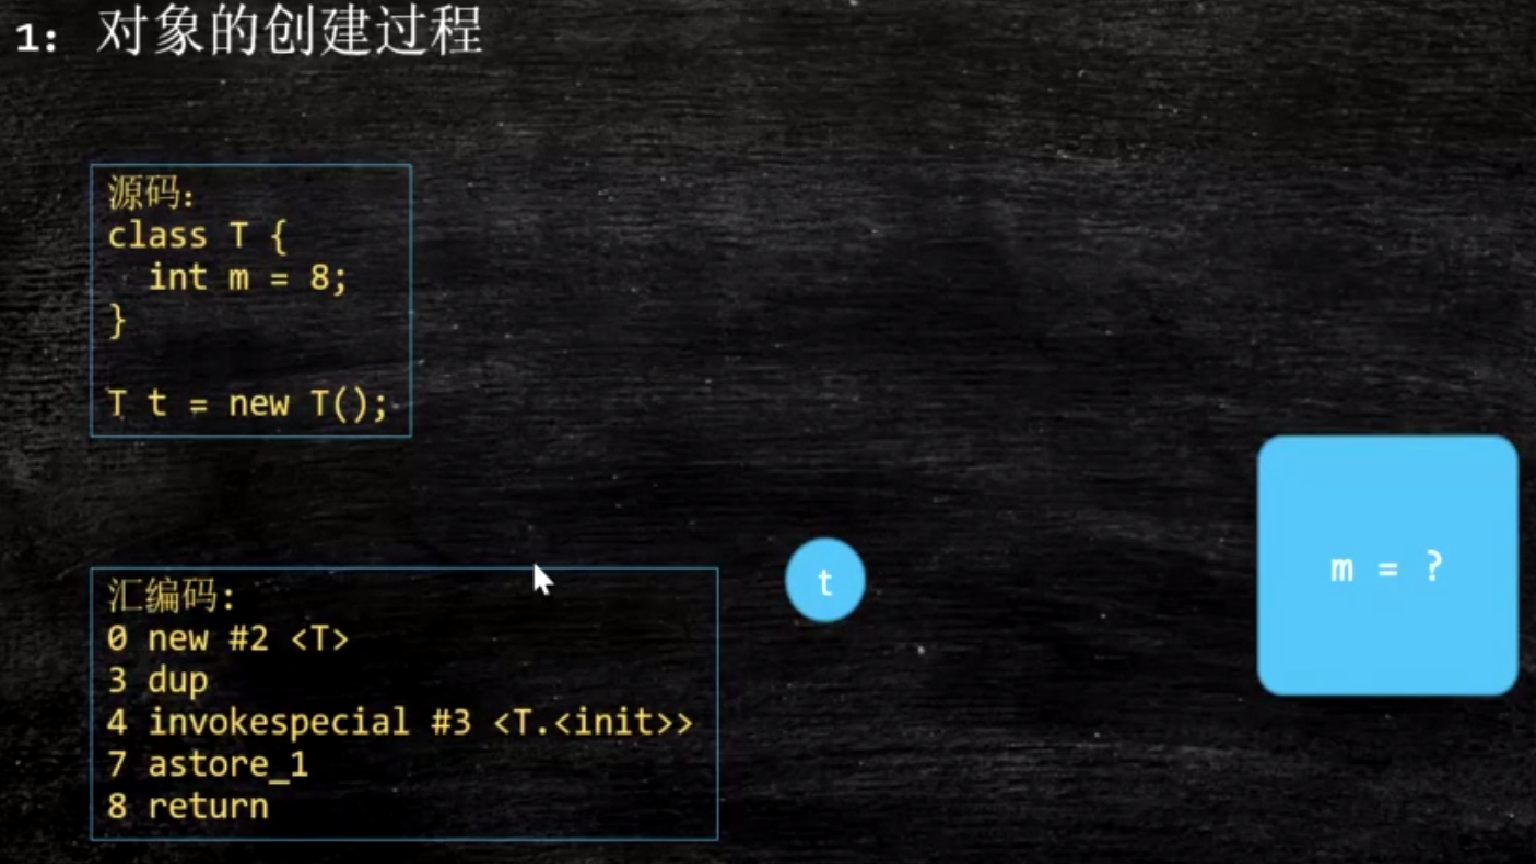 1: 对象的创建过程
源码:
class T {
  int m = 8;
}
T t = new T();
汇编码:
0 new #2 <T>
3 dup
4 invokespecial #3 <T.<init>>
7 astore_1
8 return
t
m = ?